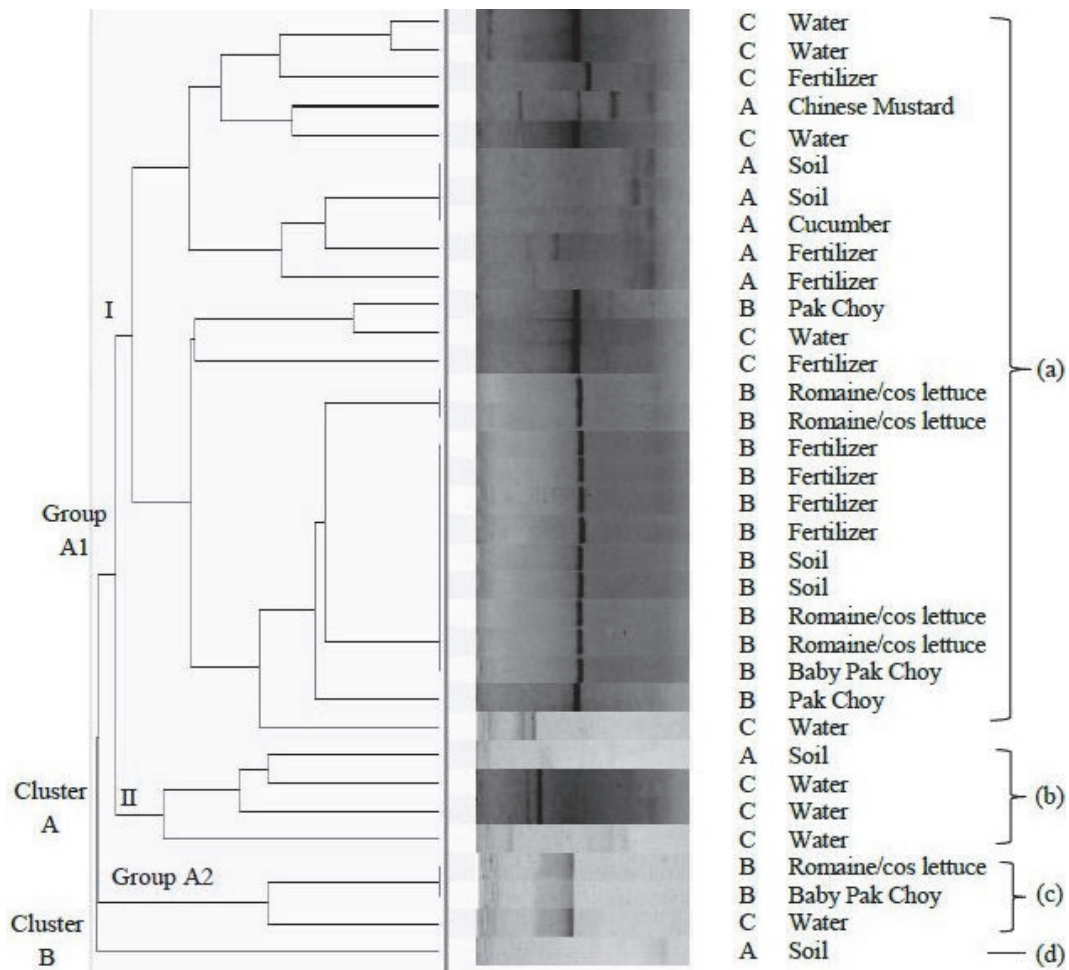 C Water
C Water
C Fertilizer
A Chinese Mustard
C Water
A Soil
A Soil
A Cucumber
A Fertilizer
A Fertilizer
I
B Pak Choy
C Water
C Fertilizer
(a)
B Romaine/cos lettuce
B Romaine/cos lettuce
B Fertilizer
B Fertilizer
B Fertilizer
B Fertilizer
Group
A1
B Soil
B Soil
B Romaine/cos lettuce
B Romaine/cos lettuce
B Baby Pak Choy
B Pak Choy
C Water
A Soil
C Water
C Water
C Water
(b)
Cluster
A
II
B Romaine/cos lettuce
B Baby Pak Choy
C Water
(c)
Group A2
Cluster
B
A Soil
(d)